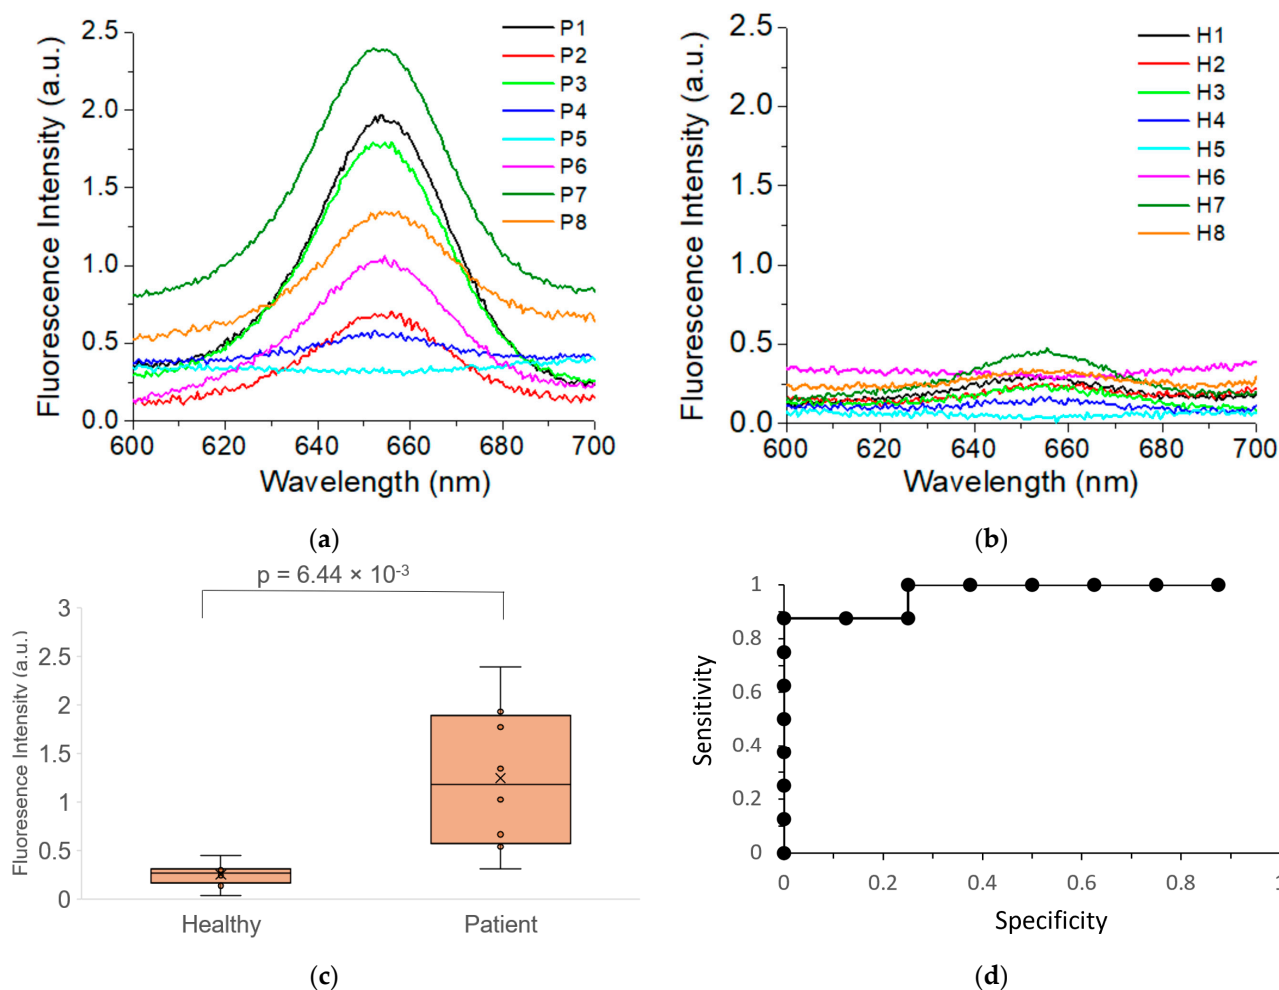 2.5
2.0
1.5
1.0
0.5
0.0
600
620
640
660
680
700
Fluorescence Intensity (a.u.)
Wavelength (nm)
P1
P2
P3
P4
P5
P6
P7
P8
(a)
2.5
2.0
1.5
1.0
0.5
0.0
600
620
640
660
680
700
Fluorescence Intensity (a.u.)
Wavelength (nm)
H1
H2
H3
H4
H5
H6
H7
H8
(b)
p = 6.44 × 10⁻³
3
2.5
2
1.5
1
0.5
0
Fluoresence Intensity (a.u.)
Healthy
Patient
(c)
1
0.8
0.6
0.4
0.2
0
Sensitivity
0
0.2
0.4
0.6
0.8
1
Specificity
(d)